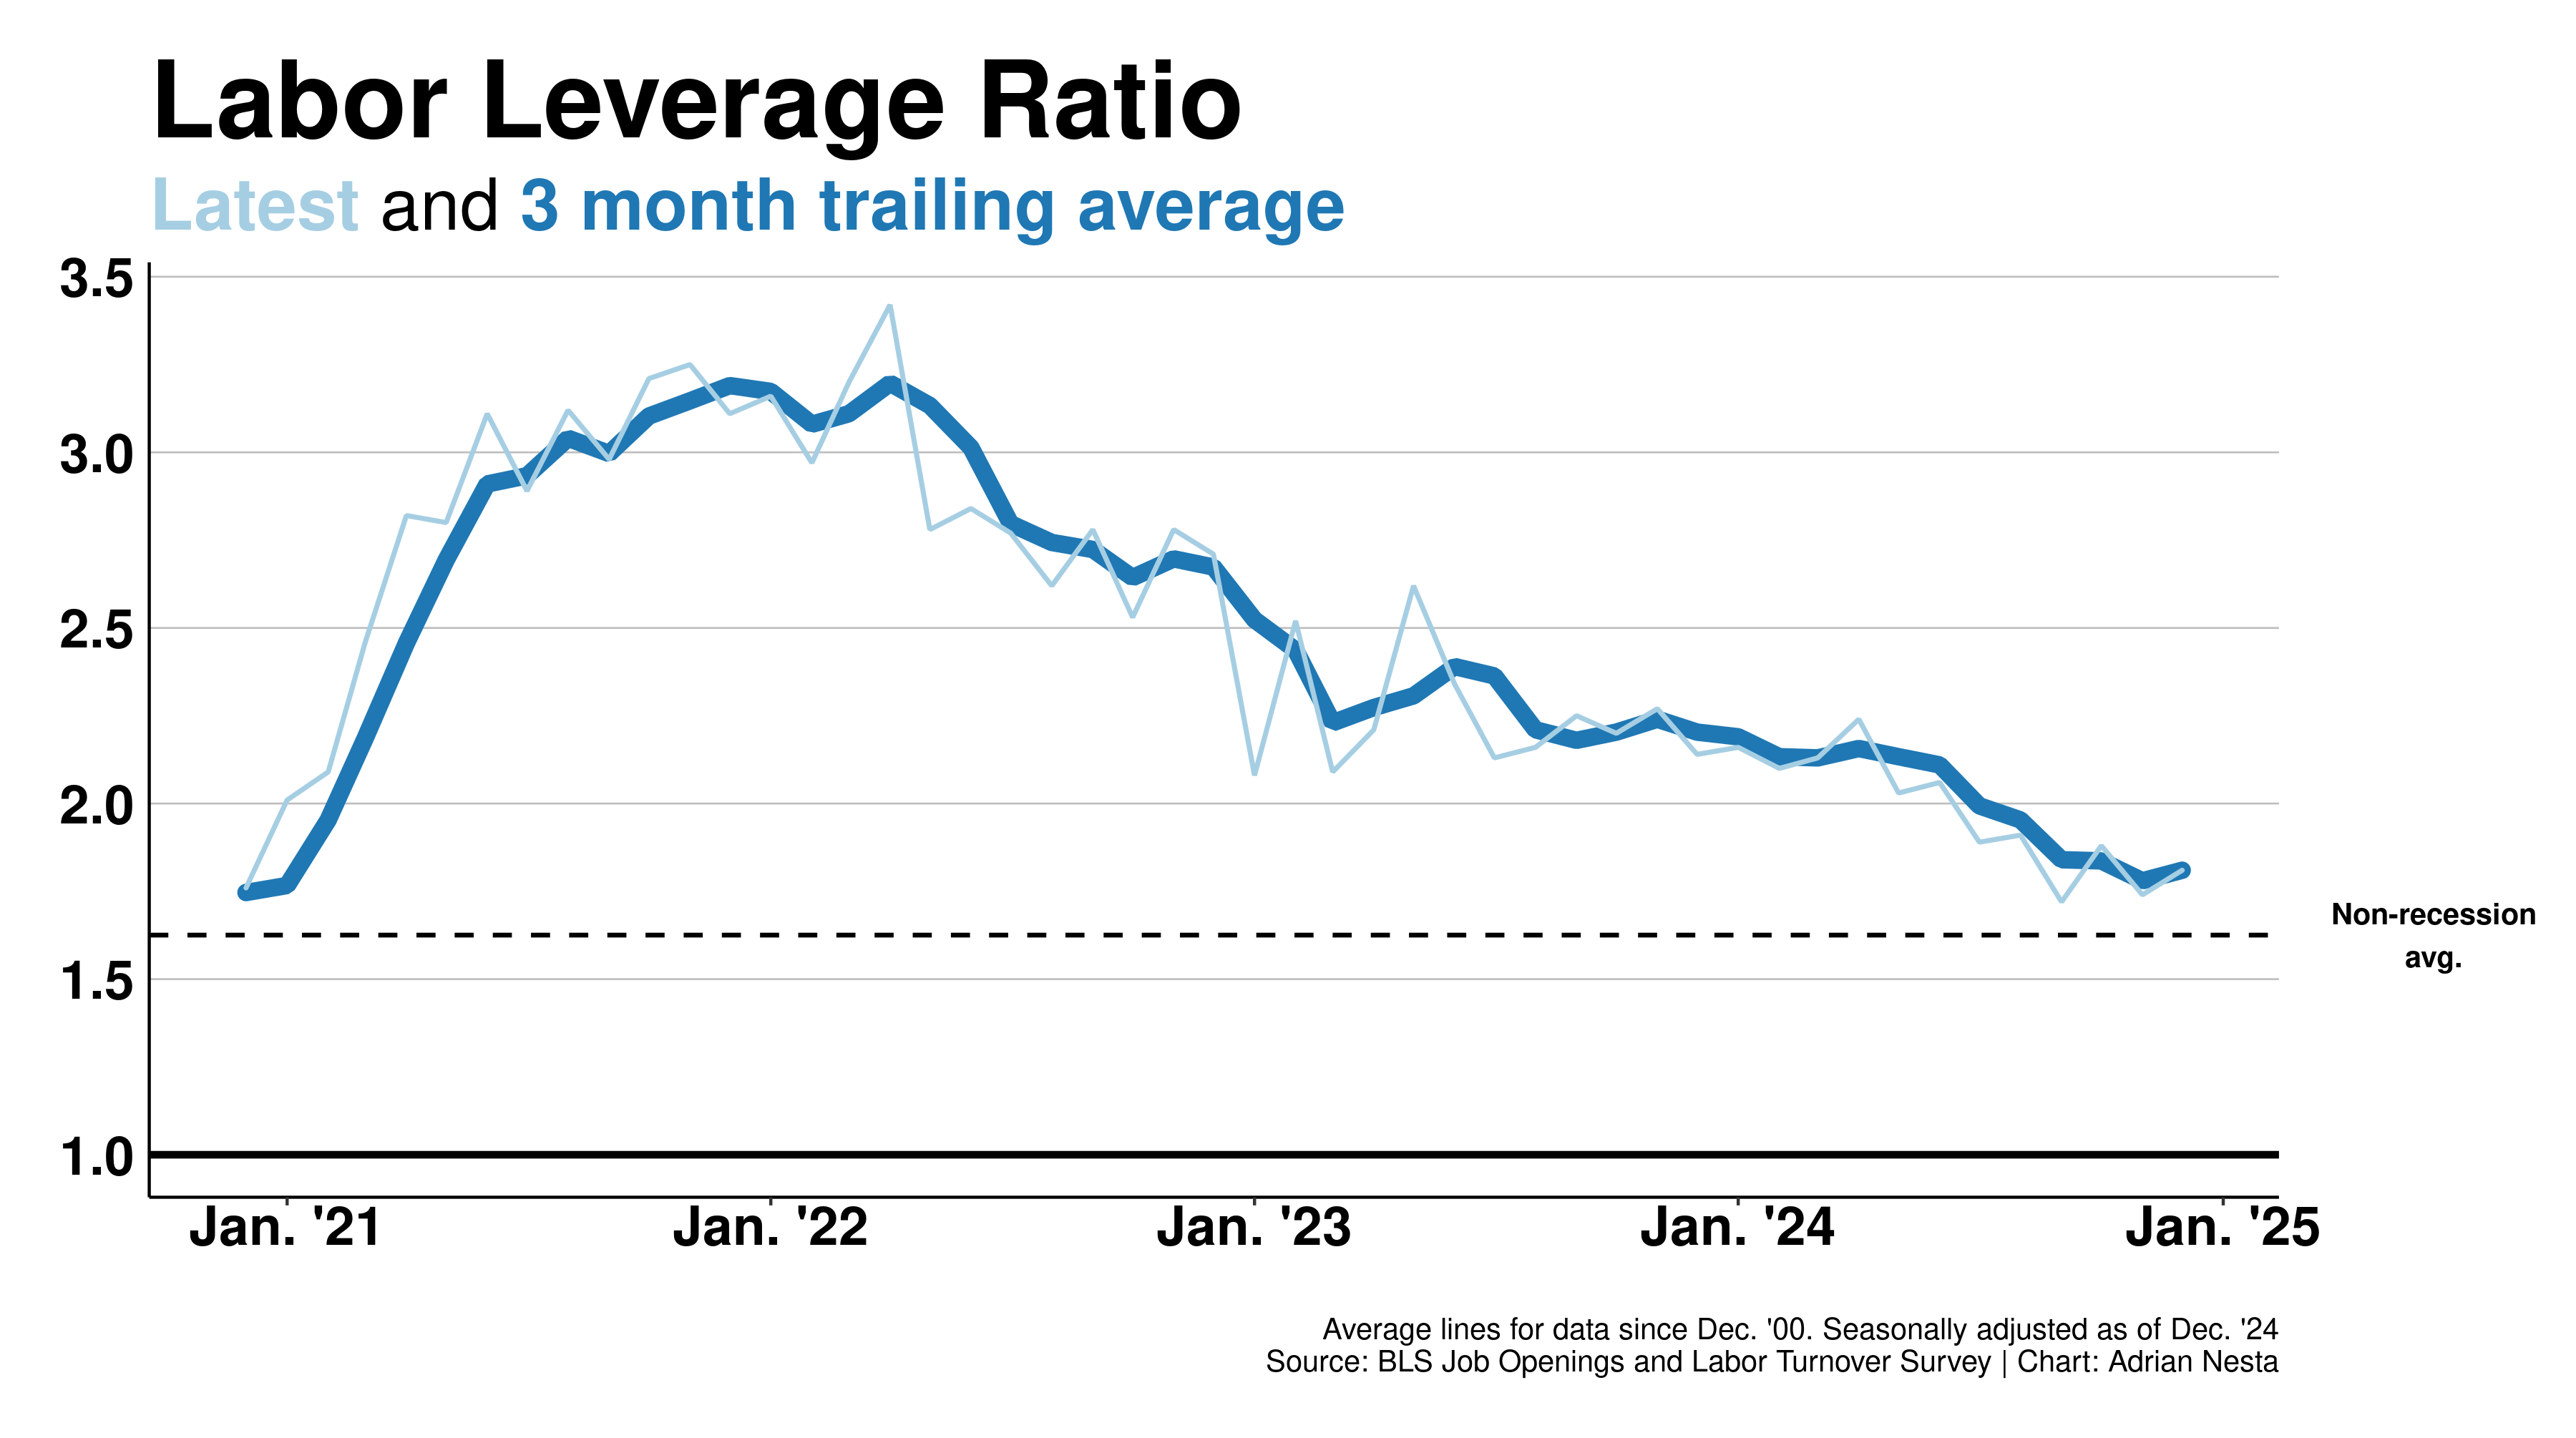 Labor Leverage Ratio
Latest and 3 month trailing average
3.5
3.0
2.5
2.0
1.5
1.0
Non-recession
avg.
Jan. '21
Jan. '22
Jan. '23
Jan. '24
Jan. '25
Average lines for data since Dec. '00. Seasonally adjusted as of Dec. '24
Source: BLS Job Openings and Labor Turnover Survey | Chart: Adrian Nesta